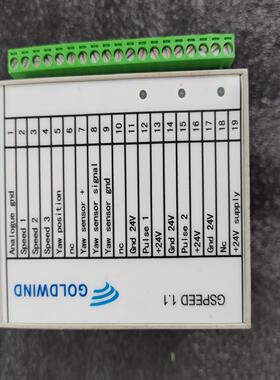 Analogue gnd 1
Speed 1 2
Speed 2 3
Speed 3 4
Yaw position 5
nc 6
Yaw sensor + 7
Yaw sensor signal 8
Yaw sensor gnd 9
nc 10
Gnd 24V 11
Pulse 1 12
+24V 13
Gnd 24V 14
Pulse 2 15
+24V 16
Gnd 24V 17
Nc 18
+24V supply 19
GOLDWIND
GSPEED 1.1